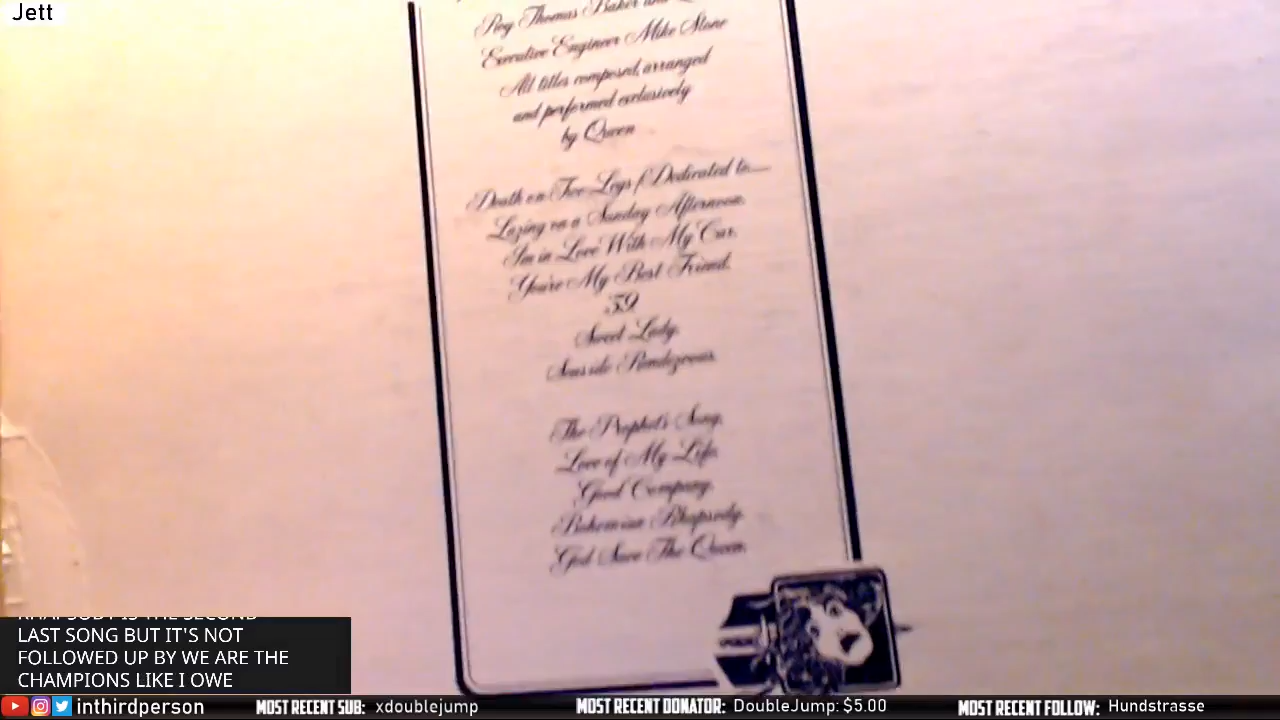 Jett
Roy Thomas Baker and
Executive Engineer Mike Stone
All titles composed, arranged
and performed exclusively
by Queen
Death on Two Legs (Dedicated to......
Lazing on a Sunday Afternoon.
I'm in Love With My Car.
You're My Best Friend.
'39.
Sweet Lady.
Seaside Rendezvous.
The Prophet's Song.
Love of My Life.
Good Company.
Bohemian Rhapsody.
God Save The Queen.
RHAPSODY IS THE SECOND
LAST SONG BUT IT'S NOT
FOLLOWED UP BY WE ARE THE
CHAMPIONS LIKE I OWE
inthirdperson MOST RECENT SUB: xdoublejump MOST RECENT DONATOR: DoubleJump: $5.00 MOST RECENT FOLLOW: Hundstrasse